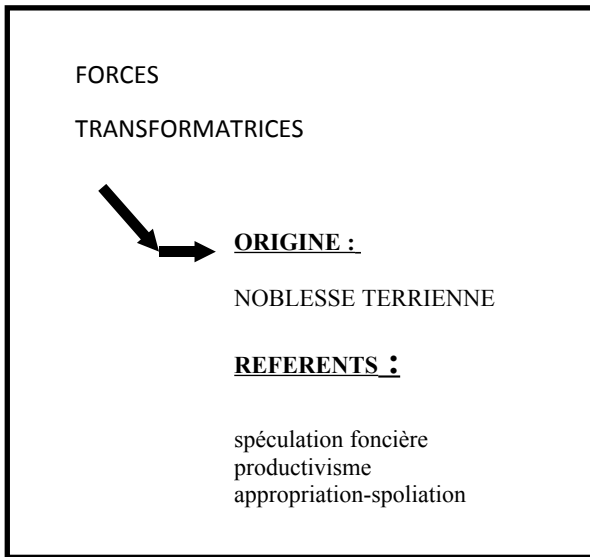 FORCES
TRANSFORMATRICES
ORIGINE :
NOBLESSE TERRIENNE
REFERENTS :
spéculation foncière
productivisme
appropriation-spoliation